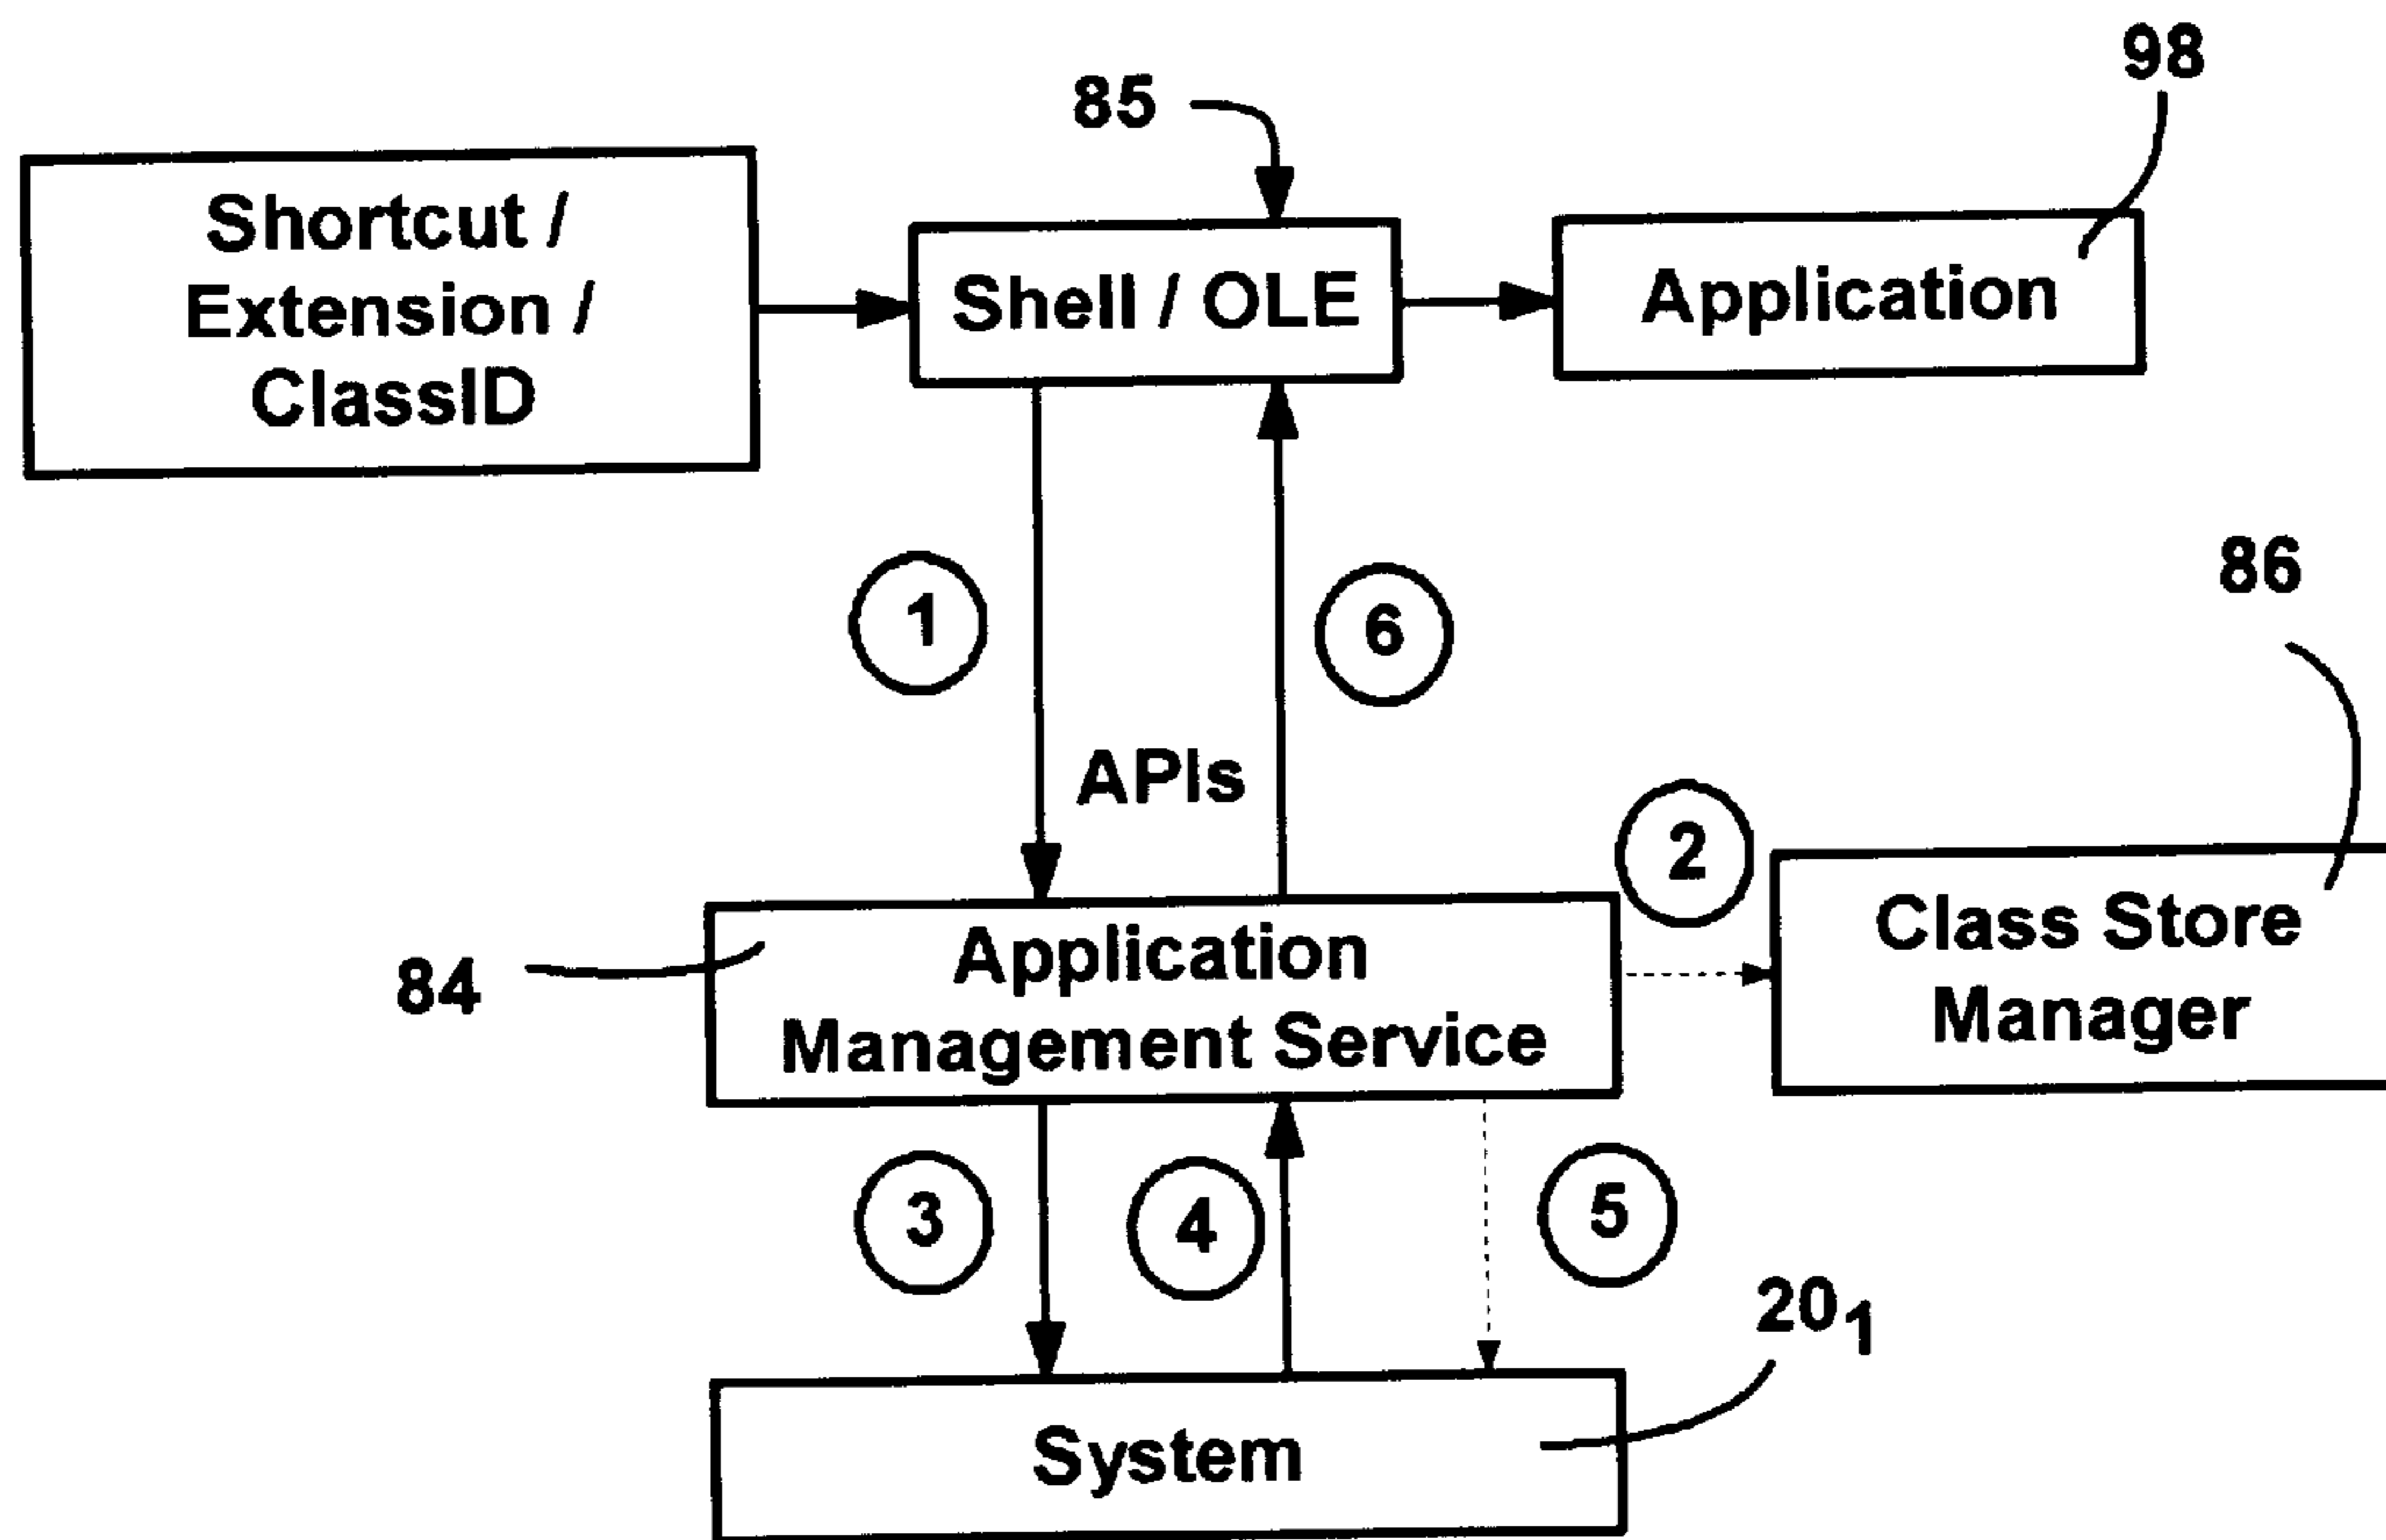 98
85
Shortcut /
Extension /
ClassID
Shell / OLE
Application
86
1
6
APIs
2
Class Store
Manager
84
Application
Management Service
3
4
5
20₁
System